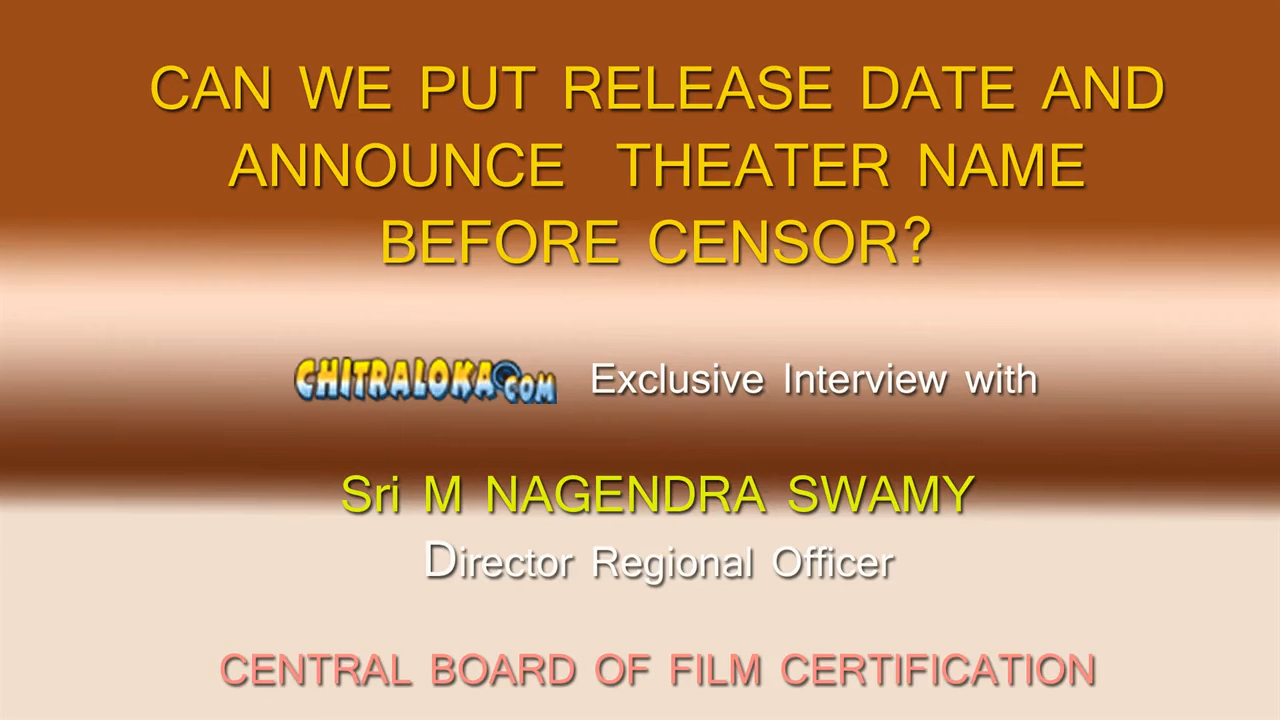 CAN WE PUT RELEASE DATE AND
ANNOUNCE THEATER NAME
BEFORE CENSOR?
CHITRALOKA.COM Exclusive Interview with
Sri M NAGENDRA SWAMY
Director Regional Officer
CENTRAL BOARD OF FILM CERTIFICATION